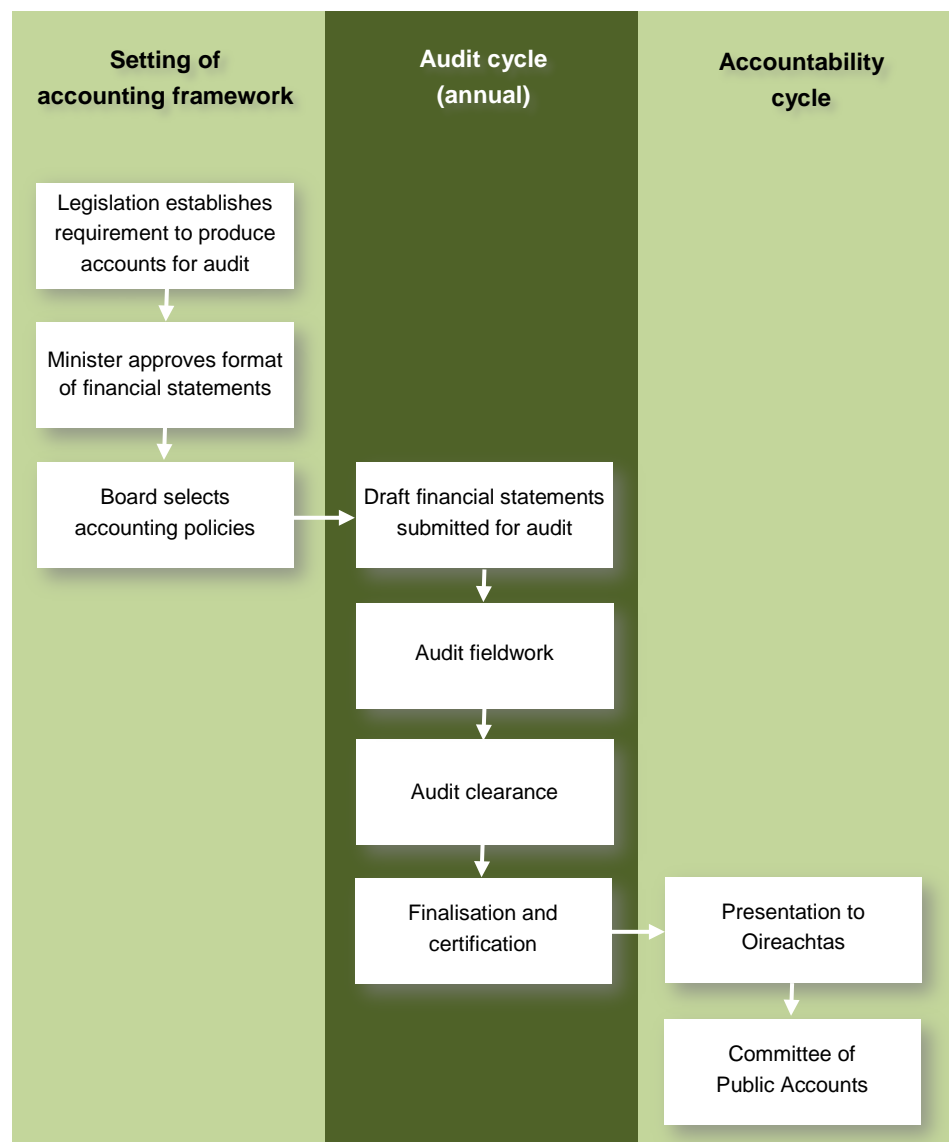 Setting of
accounting framework
Audit cycle
(annual)
Accountability
cycle
Legislation establishes
requirement to produce
accounts for audit
Minister approves format
of financial statements
Board selects
accounting policies
Draft financial statements
submitted for audit
Audit fieldwork
Audit clearance
Finalisation and
certification
Presentation to
Oireachtas
Committee of
Public Accounts